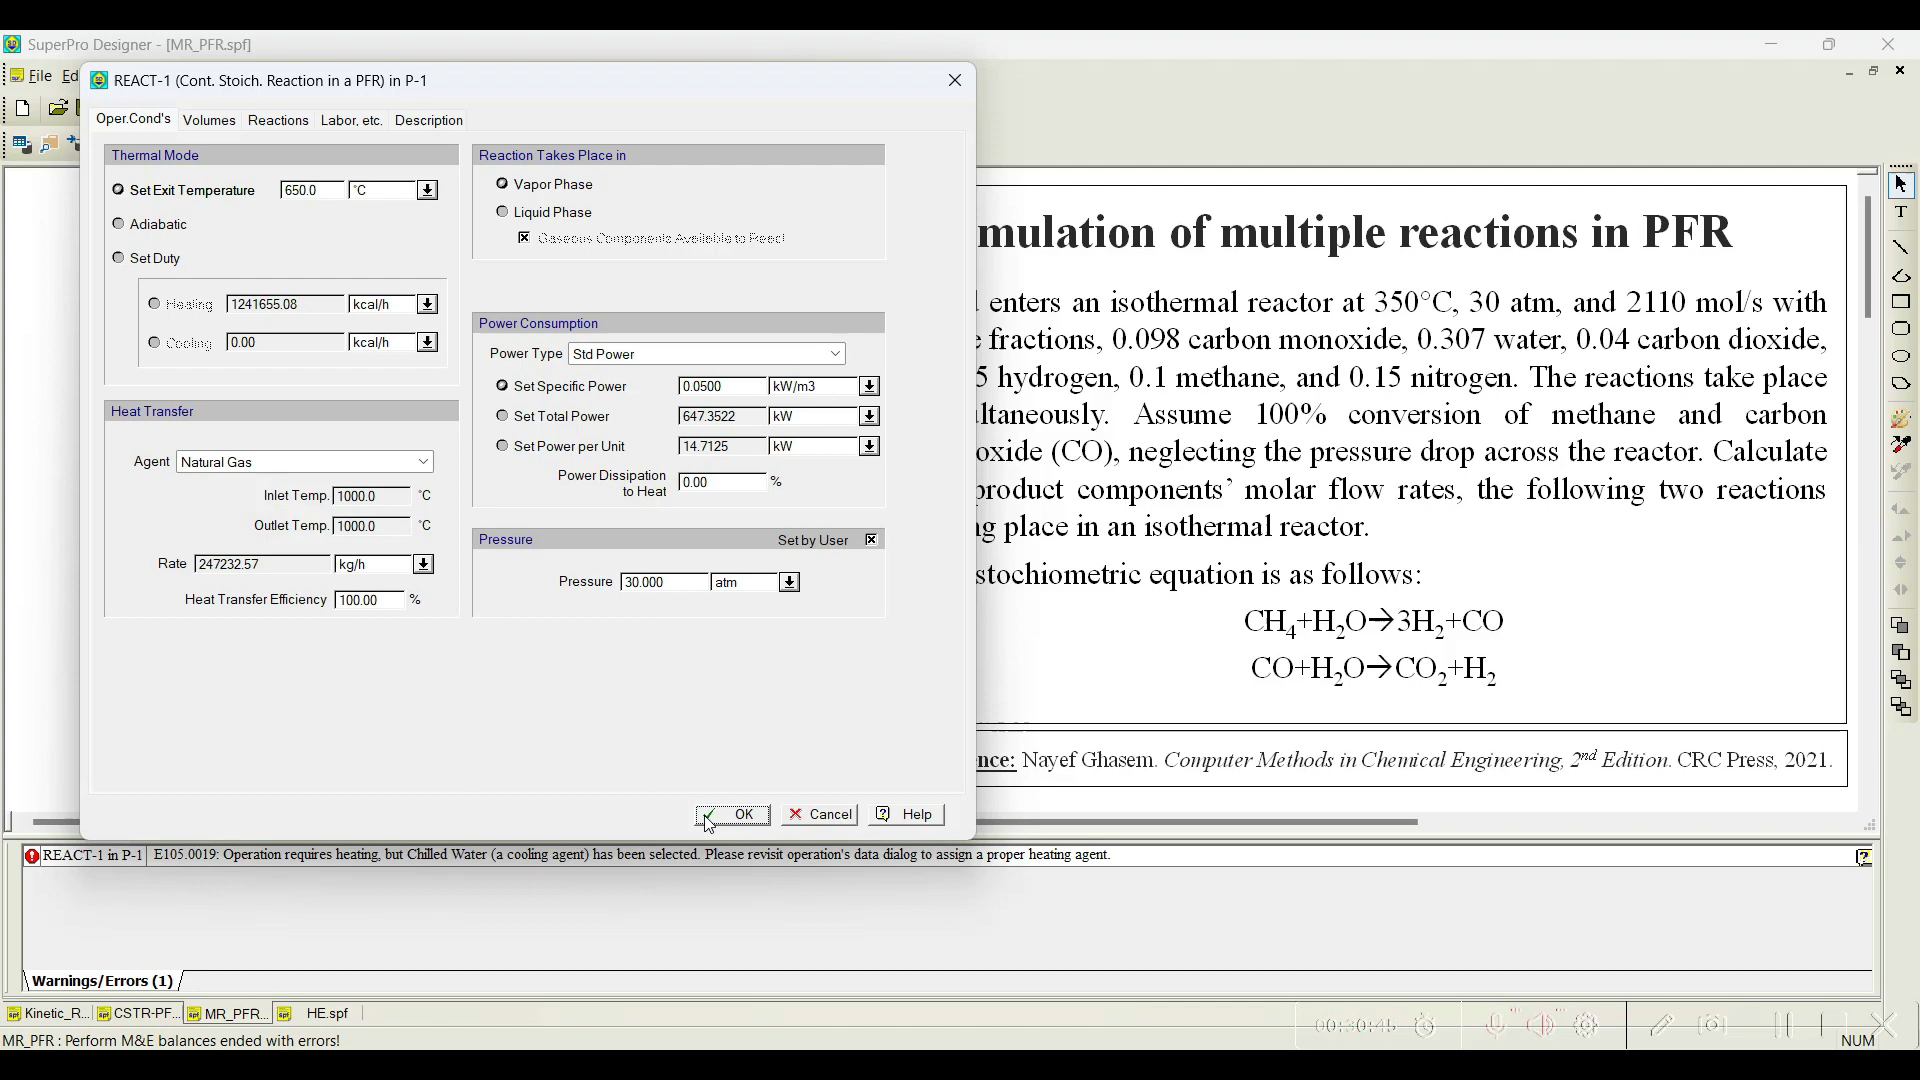 SuperPro Designer - [MR_PFR.spf]
File Ed
REACT-1 (Cont. Stoich. Reaction in a PFR) in P-1
Oper.Cond's Volumes Reactions Labor, etc. Description
Thermal Mode
Set Exit Temperature 650.0 °C
Adiabatic
Set Duty
Heating 1241655.08 kcal/h
Cooling 0.00 kcal/h
Heat Transfer
Agent Natural Gas
Inlet Temp. 1000.0 °C
Outlet Temp. 1000.0 °C
Rate 247232.57 kg/h
Heat Transfer Efficiency 100.00 %
Reaction Takes Place in
Vapor Phase
Liquid Phase
Gaseous Components Available to React
Power Consumption
Power Type Std Power
Set Specific Power 0.0500 kW/m3
Set Total Power 647.3522 kW
Set Power per Unit 14.7125 kW
Power Dissipation
to Heat 0.00 %
Pressure Set by User
Pressure 30.000 atm
OK Cancel Help
mulation of multiple reactions in PFR
enters an isothermal reactor at 350°C, 30 atm, and 2110 mol/s with
fractions, 0.098 carbon monoxide, 0.307 water, 0.04 carbon dioxide,
5 hydrogen, 0.1 methane, and 0.15 nitrogen. The reactions take place
ltaneously. Assume 100% conversion of methane and carbon
oxide (CO), neglecting the pressure drop across the reactor. Calculate
product components' molar flow rates, the following two reactions
g place in an isothermal reactor.
stochiometric equation is as follows:
CH₄+H₂O→3H₂+CO
CO+H₂O→CO₂+H₂
nce: Nayef Ghasem. Computer Methods in Chemical Engineering, 2nd Edition. CRC Press, 2021.
T
REACT-1 in P-1 E105.0019: Operation requires heating, but Chilled Water (a cooling agent) has been selected. Please revisit operation's data dialog to assign a proper heating agent.
Warnings/Errors (1)
Kinetic_R... CSTR-PF... MR_PFR... HE.spf
00:30:45
MR_PFR : Perform M&E balances ended with errors!
NUM